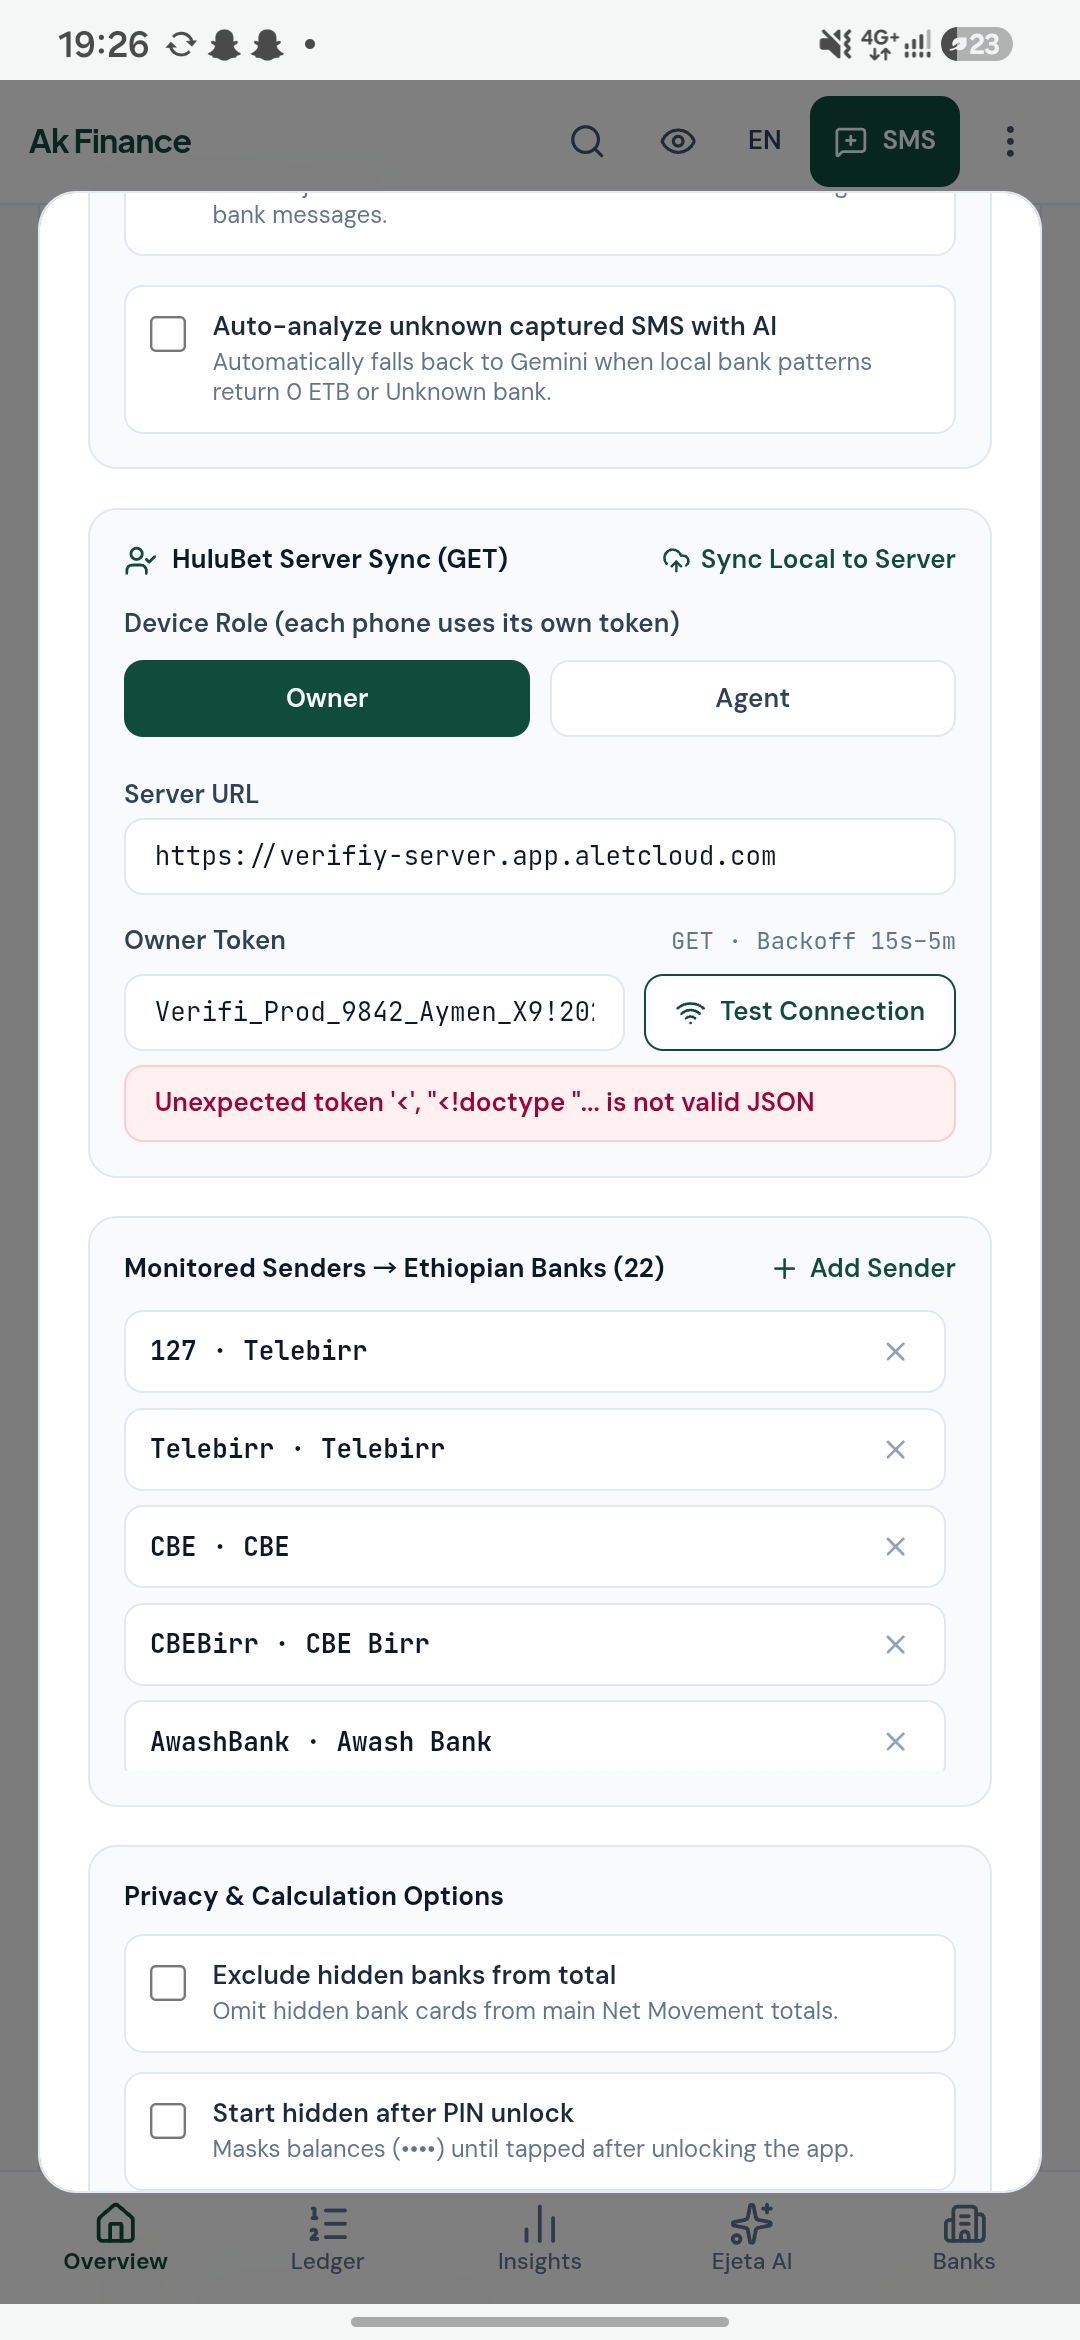 19:26
4G+
23
Ak Finance
EN
SMS
bank messages.
Auto-analyze unknown captured SMS with AI
Automatically falls back to Gemini when local bank patterns
return 0 ETB or Unknown bank.
HuluBet Server Sync (GET)
Sync Local to Server
Device Role (each phone uses its own token)
Owner
Agent
Server URL
https://verifiy-server.app.aletcloud.com
Owner Token
GET · Backoff 15s–5m
Verifi_Prod_9842_Aymen_X9!202
Test Connection
Unexpected token '<', "<!doctype "... is not valid JSON
Monitored Senders → Ethiopian Banks (22)
+ Add Sender
127 · Telebirr
Telebirr · Telebirr
CBE · CBE
CBEBirr · CBE Birr
AwashBank · Awash Bank
Privacy & Calculation Options
Exclude hidden banks from total
Omit hidden bank cards from main Net Movement totals.
Start hidden after PIN unlock
Masks balances (••••) until tapped after unlocking the app.
Overview
Ledger
Insights
Ejeta AI
Banks